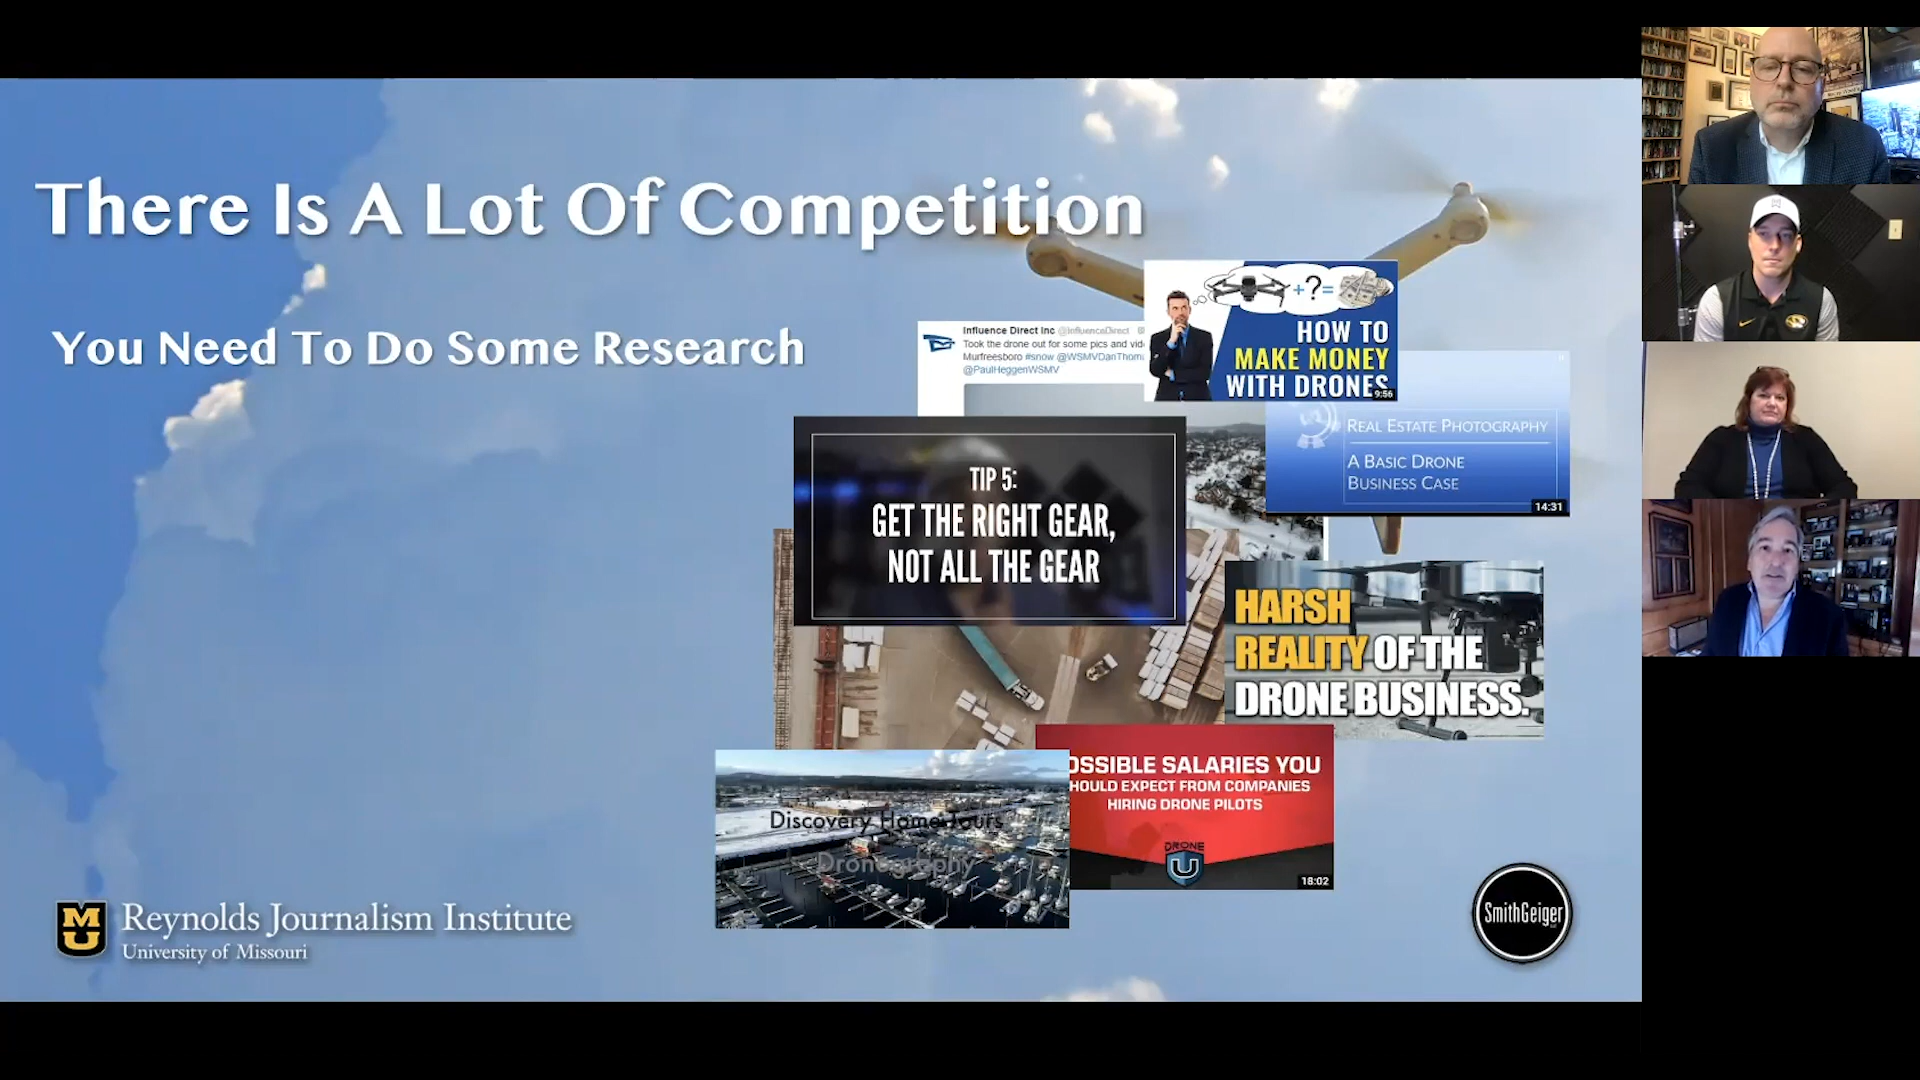 There Is A Lot Of Competition
You Need To Do Some Research
Influence Direct Inc @InfluenceDirect
Took the drone out for some pics and
Murfreesboro #snow @WSMVDanThom
@PaulHeggenWSMV
+?=
HOW TO
MAKE MONEY
WITH DRONES
9:56
REAL ESTATE PHOTOGRAPHY
A BASIC DRONE
BUSINESS CASE
14:31
TIP 5:
GET THE RIGHT GEAR,
NOT ALL THE GEAR
HARSH
REALITY OF THE
DRONE BUSINESS.
OSSIBLE SALARIES YOU
HOULD EXPECT FROM COMPANIES
HIRING DRONE PILOTS
DRONE
U
18:02
Discovery Home Tours
Dronography
MU
Reynolds Journalism Institute
University of Missouri
SmithGeiger